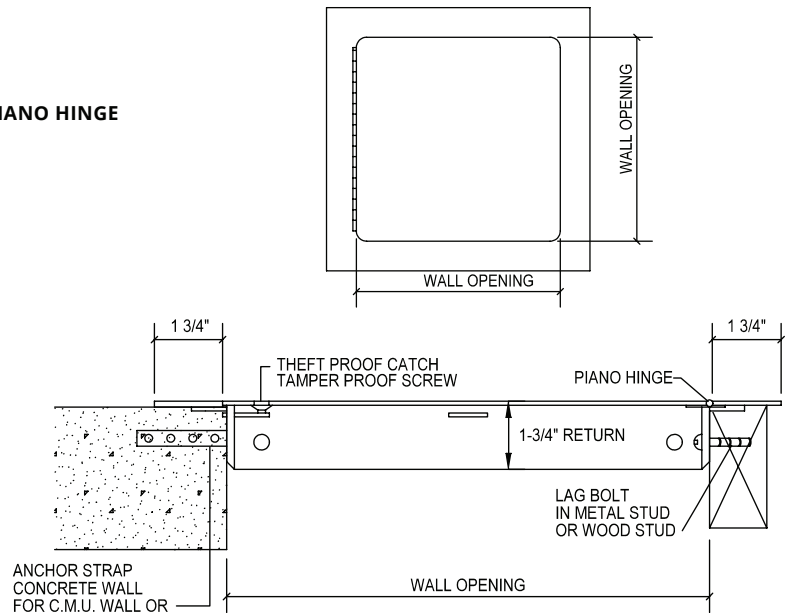 IANO HINGE
WALL OPENING
WALL OPENING
1 3/4"
1 3/4"
THEFT PROOF CATCH
TAMPER PROOF SCREW
PIANO HINGE
1-3/4" RETURN
LAG BOLT
IN METAL STUD
OR WOOD STUD
ANCHOR STRAP
CONCRETE WALL
FOR C.M.U. WALL OR
WALL OPENING